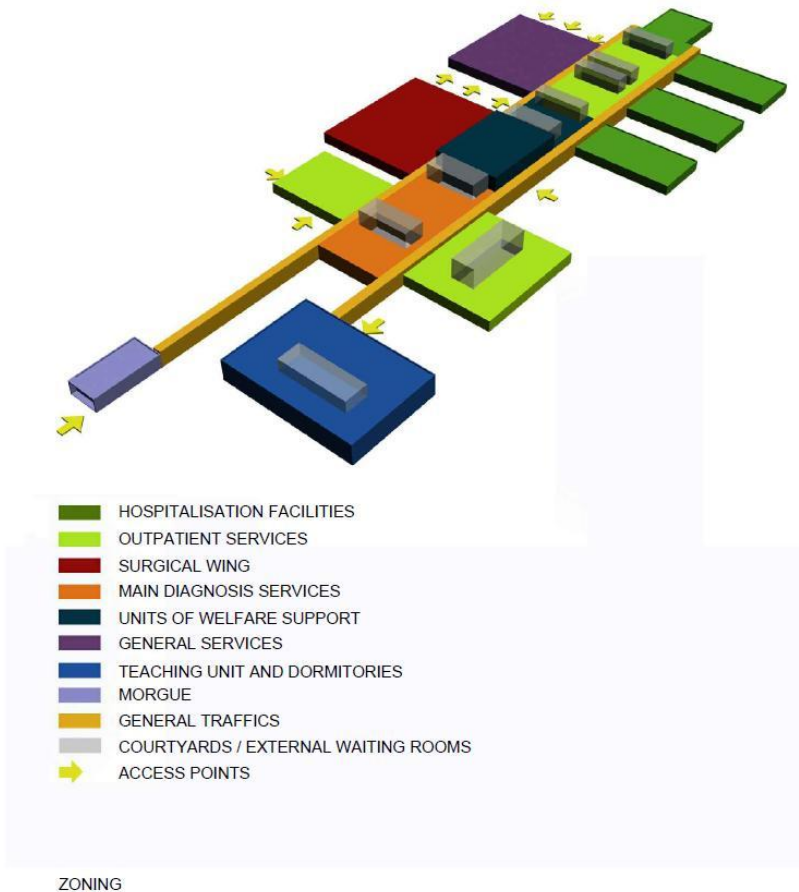 HOSPITALISATION FACILITIES
OUTPATIENT SERVICES
SURGICAL WING
MAIN DIAGNOSIS SERVICES
UNITS OF WELFARE SUPPORT
GENERAL SERVICES
TEACHING UNIT AND DORMITORIES
MORGUE
GENERAL TRAFFICS
COURTYARDS / EXTERNAL WAITING ROOMS
ACCESS POINTS
ZONING